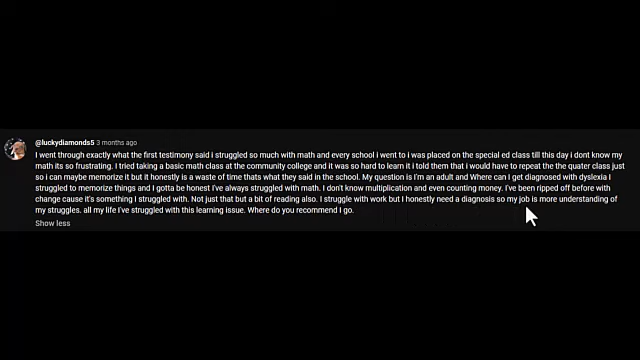 @luckydiamonds5 3 months ago
I went through exactly what the first testimony said i struggled so much with math and every school i went to i was placed on the special ed class till this day i dont know my
math its so frustrating. I tried taking a basic math class at the community college and it was so hard to learn it i told them that i would have to repeat the the quater class just
so i can maybe memorize it but it honestly is a waste of time thats what they said in the school. My question is I'm an adult and Where can I get diagnosed with dyslexia I
struggled to memorize things and I gotta be honest I've always struggled with math. I don't know multiplication and even counting money. I've been ripped off before with
change cause it's something I struggled with. Not just that but a bit of reading also. I struggle with work but I honestly need a diagnosis so my job is more understanding of
my struggles. all my life I've struggled with this learning issue. Where do you recommend I go.
Show less